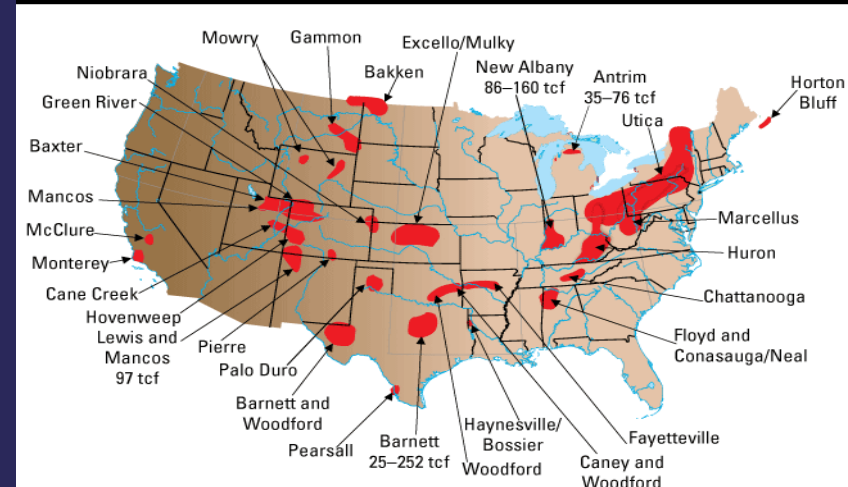 Mowry
Gammon
Excello/Mulky
Niobrara
Bakken
New Albany
86–160 tcf
Antrim
35–76 tcf
Horton
Bluff
Green River
Utica
Baxter
Mancos
McClure
Marcellus
Monterey
Huron
Cane Creek
Chattanooga
Hovenweep
Lewis and
Mancos
97 tcf
Pierre
Floyd and
Conasauga/Neal
Palo Duro
Barnett and
Woodford
Pearsall
Barnett
25–252 tcf
Haynesville/
Bossier
Woodford
Fayetteville
Caney and
Woodford